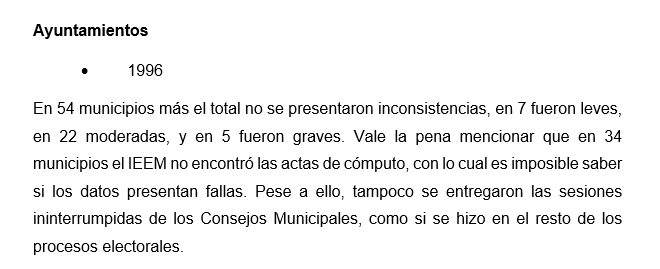 Ayuntamientos
• 1996
En 54 municipios más el total no se presentaron inconsistencias, en 7 fueron leves,
en 22 moderadas, y en 5 fueron graves. Vale la pena mencionar que en 34
municipios el IEEM no encontró las actas de cómputo, con lo cual es imposible saber
si los datos presentan fallas. Pese a ello, tampoco se entregaron las sesiones
ininterrumpidas de los Consejos Municipales, como si se hizo en el resto de los
procesos electorales.